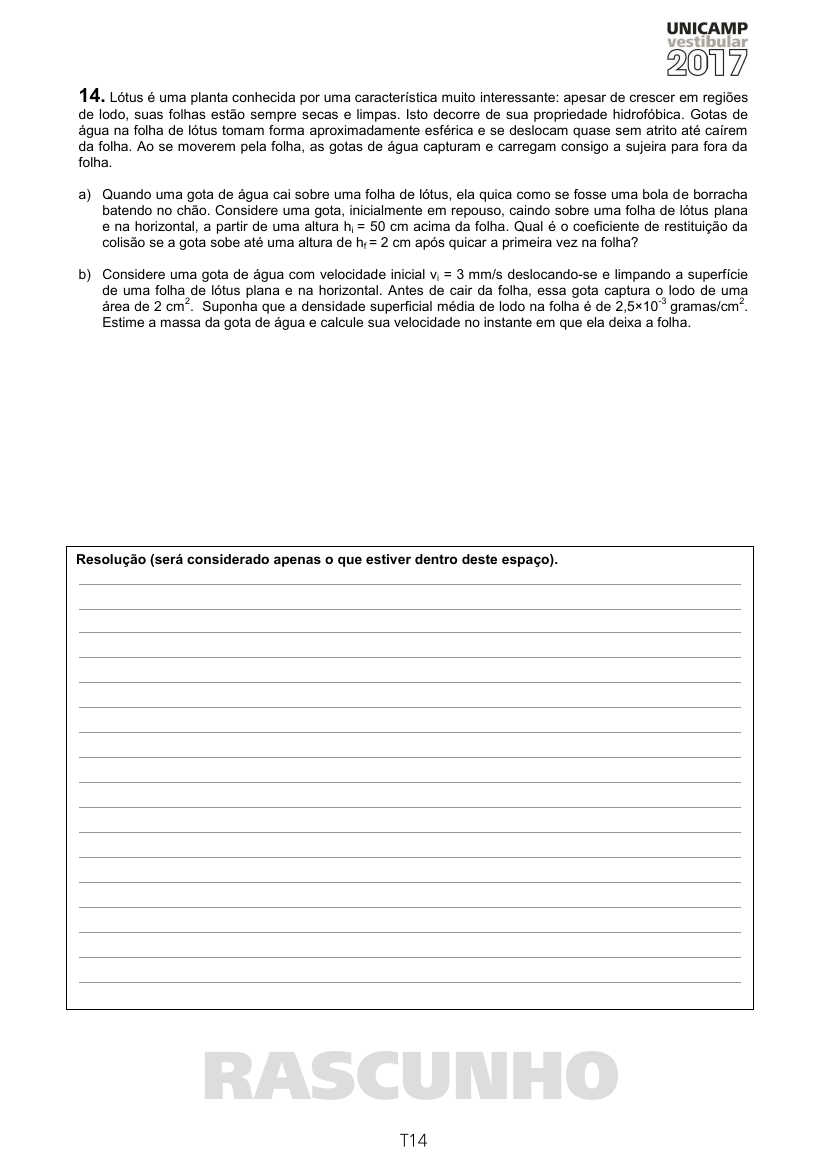 UNICAMP
vestibular
2017
14. Lótus é uma planta conhecida por uma característica muito interessante: apesar de crescer em regiões
de lodo, suas folhas estão sempre secas e limpas. Isto decorre de sua propriedade hidrofóbica. Gotas de
água na folha de lótus tomam forma aproximadamente esférica e se deslocam quase sem atrito até caírem
da folha. Ao se moverem pela folha, as gotas de água capturam e carregam consigo a sujeira para fora da
folha.
a) Quando uma gota de água cai sobre uma folha de lótus, ela quica como se fosse uma bola de borracha
batendo no chão. Considere uma gota, inicialmente em repouso, caindo sobre uma folha de lótus plana
e na horizontal, a partir de uma altura hᵢ = 50 cm acima da folha. Qual é o coeficiente de restituição da
colisão se a gota sobe até uma altura de h_f = 2 cm após quicar a primeira vez na folha?
b) Considere uma gota de água com velocidade inicial vᵢ = 3 mm/s deslocando-se e limpando a superfície
de uma folha de lótus plana e na horizontal. Antes de cair da folha, essa gota captura o lodo de uma
área de 2 cm². Suponha que a densidade superficial média de lodo na folha é de 2,5×10⁻³ gramas/cm².
Estime a massa da gota de água e calcule sua velocidade no instante em que ela deixa a folha.
Resolução (será considerado apenas o que estiver dentro deste espaço).
RASCUNHO
T14